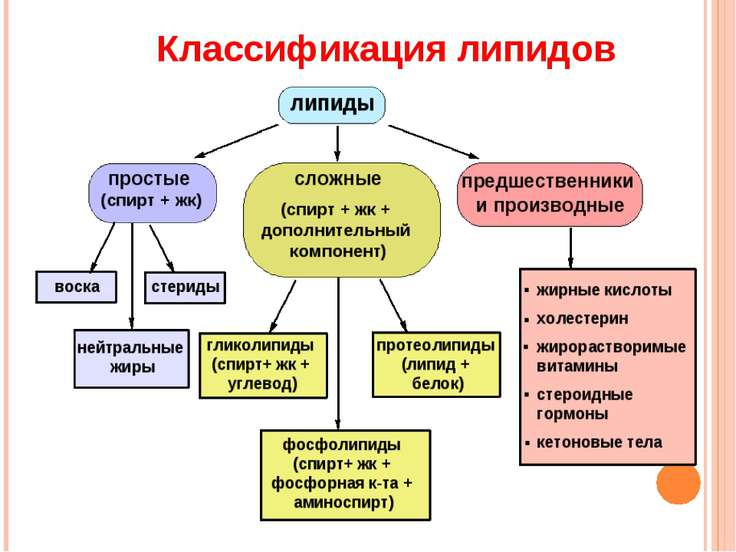 Классификация липидов
липиды
простые
(спирт + жк)
сложные
(спирт + жк +
дополнительный
компонент)
предшественники
и производные
воска
стериды
нейтральные
жиры
гликолипиды
(спирт+ жк +
углевод)
протеолипиды
(липид +
белок)
фосфолипиды
(спирт+ жк +
фосфорная к-та +
аминоспирт)
▪ жирные кислоты
▪ холестерин
▪ жирорастворимые
витамины
▪ стероидные
гормоны
▪ кетоновые тела